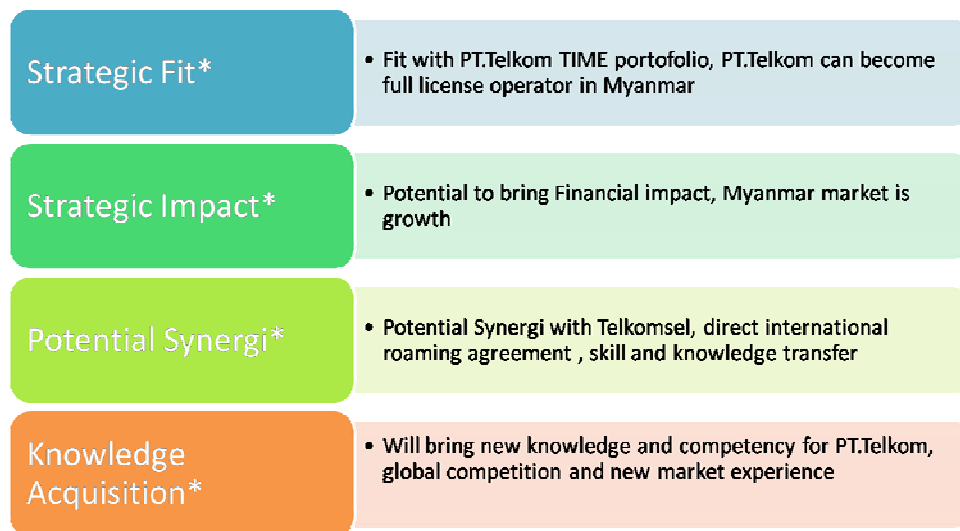 Strategic Fit*
• Fit with PT.Telkom TIME portofolio, PT.Telkom can become
full license operator in Myanmar
Strategic Impact*
• Potential to bring Financial impact, Myanmar market is
growth
Potential Synergi*
• Potential Synergi with Telkomsel, direct international
roaming agreement , skill and knowledge transfer
Knowledge
Acquisition*
• Will bring new knowledge and competency for PT.Telkom,
global competition and new market experience